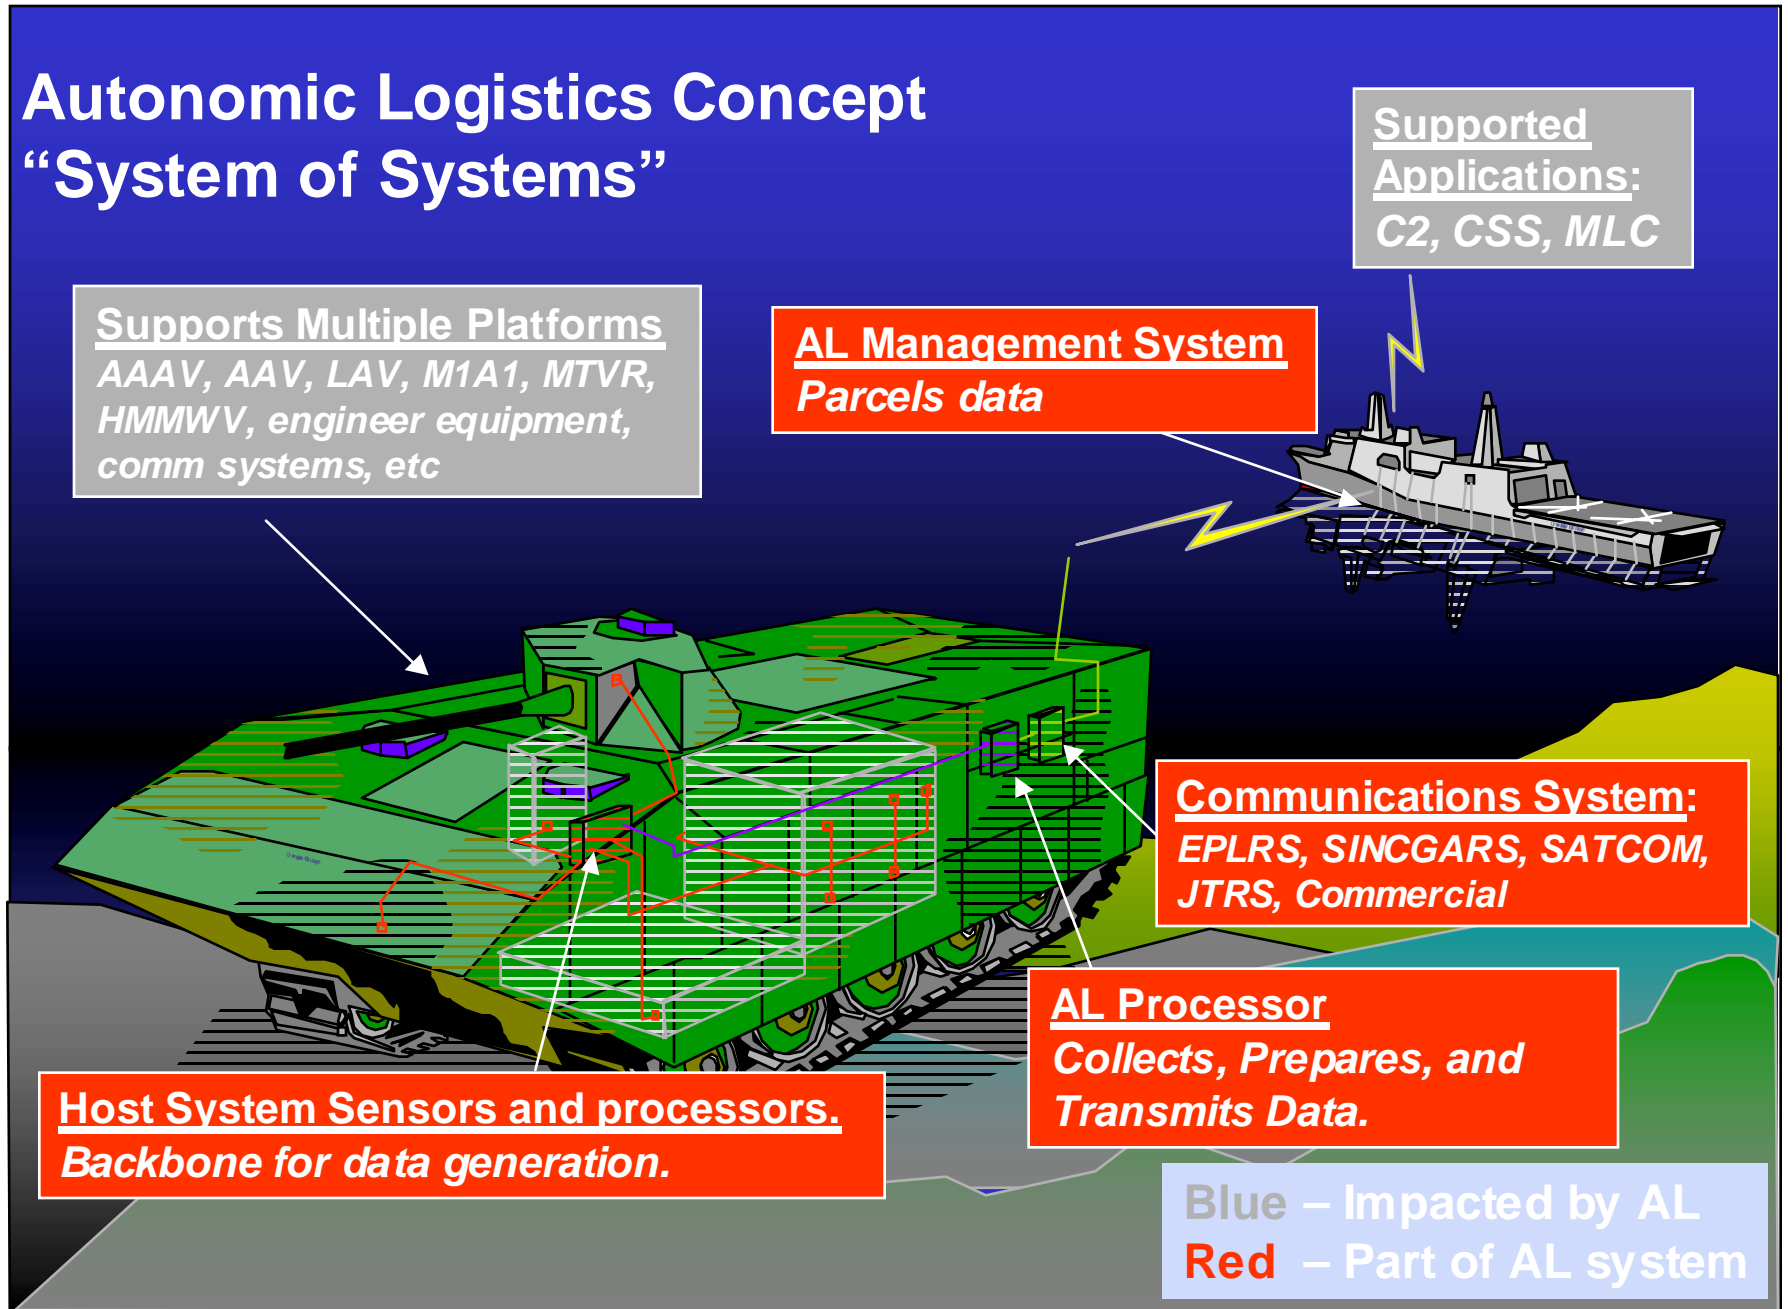 Autonomic Logistics Concept
“System of Systems”
Supported
Applications:
C2, CSS, MLC
Supports Multiple Platforms
AAAV, AAV, LAV, M1A1, MTVR,
HMMWV, engineer equipment,
comm systems, etc
AL Management System
Parcels data
Communications System:
EPLRS, SINCGARS, SATCOM,
JTRS, Commercial
AL Processor
Collects, Prepares, and
Transmits Data.
Host System Sensors and processors.
Backbone for data generation.
Blue – Impacted by AL
Red – Part of AL system